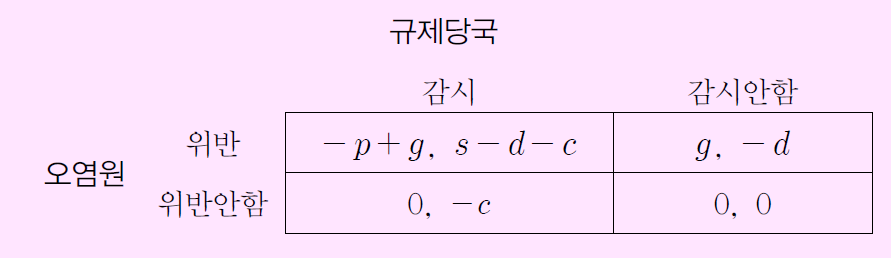 규제당국
감시 감시안함
위반 −p+g, s−d−c g, −d
오염원
위반안함 0, −c 0, 0